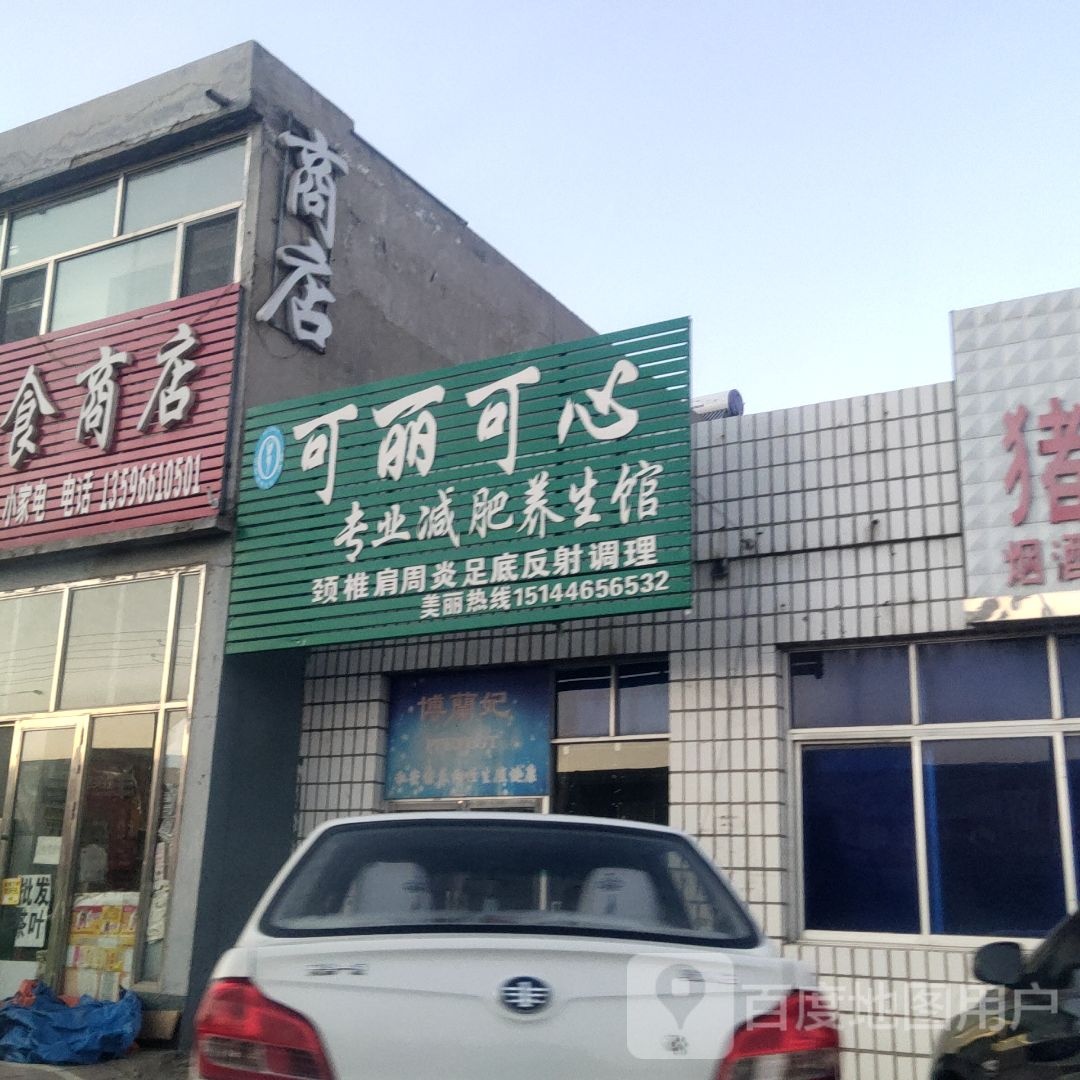 商店
食商店
小家电 电话 13596610501
可丽可心
专业减肥养生馆
颈椎肩周炎足底反射调理
美丽热线15144656532
猪
烟酒
博蘭妃
批发
茶叶
百度地图用户